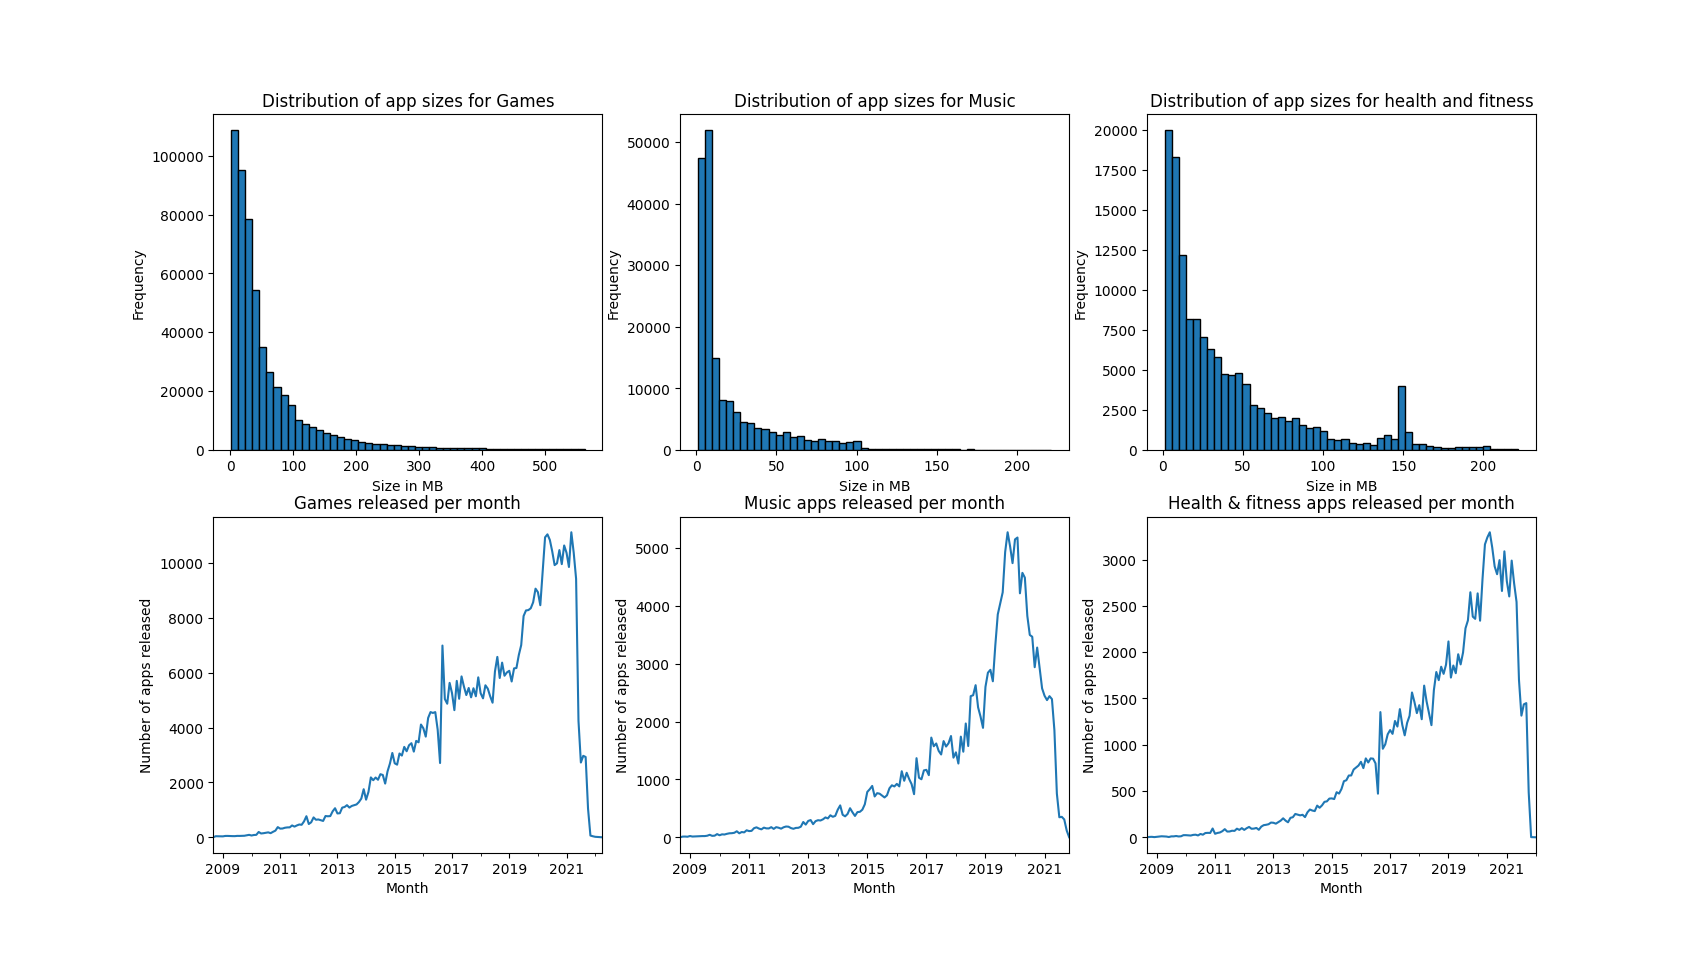 Distribution of app sizes for Games
100000
80000
60000
40000
20000
0
Frequency
0 100 200 300 400 500
Size in MB
Distribution of app sizes for Music
50000
40000
30000
20000
10000
0
Frequency
0 50 100 150 200
Size in MB
Distribution of app sizes for health and fitness
20000
17500
15000
12500
10000
7500
5000
2500
0
Frequency
0 50 100 150 200
Size in MB
Games released per month
10000
8000
6000
4000
2000
0
Number of apps released
2009 2011 2013 2015 2017 2019 2021
Month
Music apps released per month
5000
4000
3000
2000
1000
0
Number of apps released
2009 2011 2013 2015 2017 2019 2021
Month
Health & fitness apps released per month
3000
2500
2000
1500
1000
500
0
Number of apps released
2009 2011 2013 2015 2017 2019 2021
Month